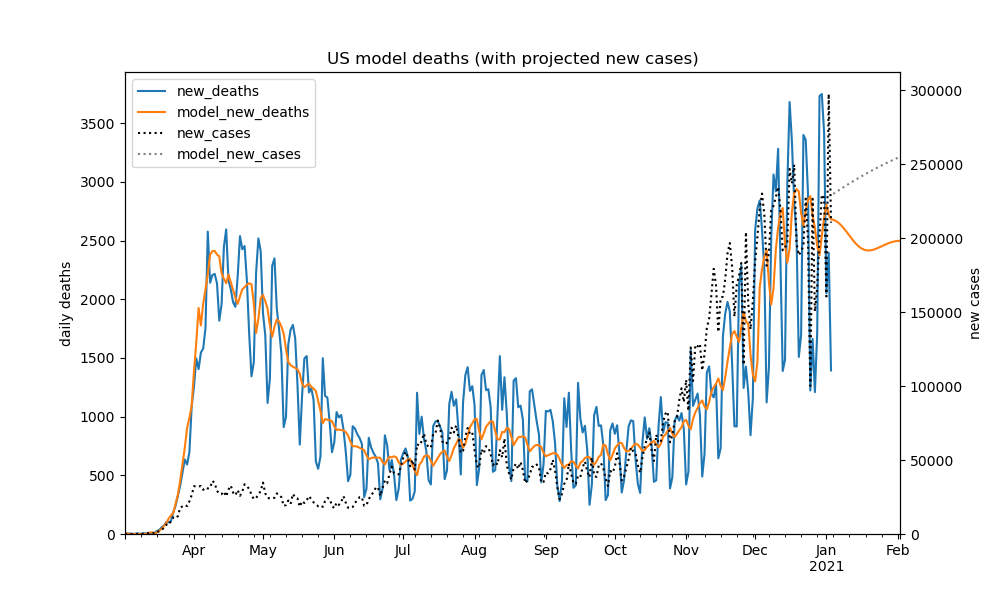 US model deaths (with projected new cases)
new_deaths
model_new_deaths
new_cases
model_new_cases
daily deaths
3500
3000
2500
2000
1500
1000
500
0
300000
250000
200000
150000
100000
50000
0
new cases
Apr May Jun Jul Aug Sep Oct Nov Dec Jan Feb
2021